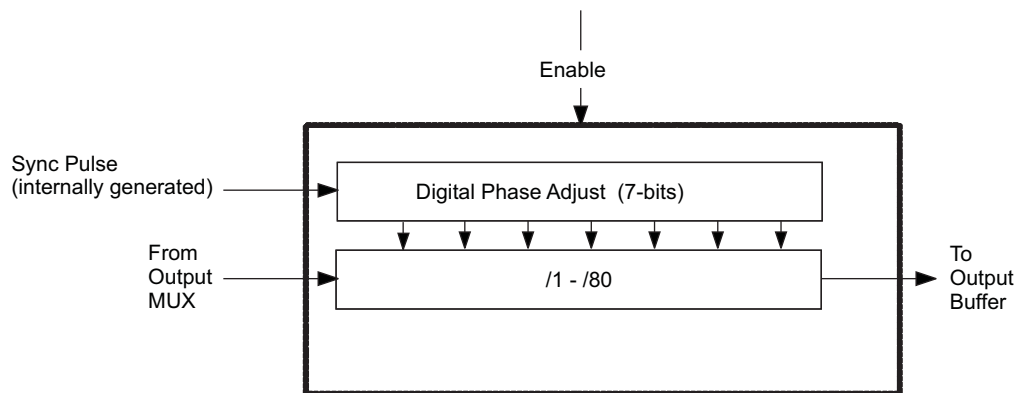 Enable
Sync Pulse
(internally generated)
Digital Phase Adjust (7-bits)
From
Output
MUX
/1 - /80
To
Output
Buffer